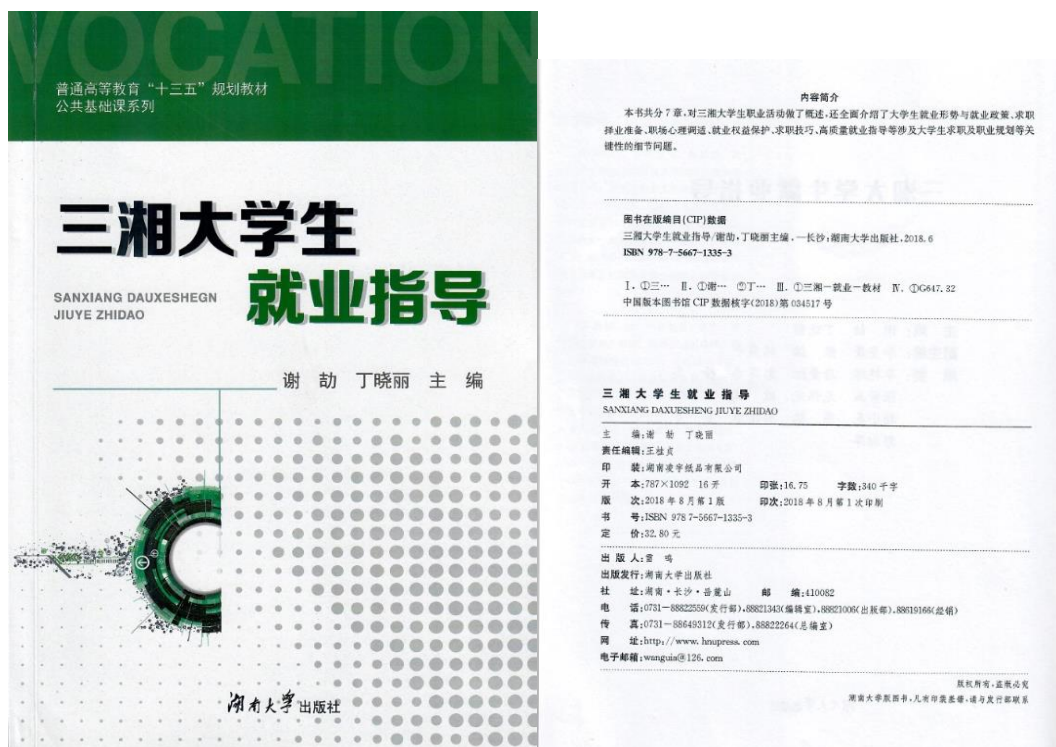 VOCATION
普通高等教育“十三五”规划教材
公共基础课系列
三湘大学生
就业指导
SANXIANG DAUXESHEGN
JIUYE ZHIDAO
谢 劼 丁晓丽 主 编
湖南大学出版社
内容简介
本书共分7章,对三湘大学生职业活动做了概述,还全面介绍了大学生就业形势与就业政策、求职
择业准备、职场心理调适、就业权益保护、求职技巧、高质量就业指导等涉及大学生求职及职业规划等关
键性的细节问题。
图书在版编目(CIP)数据
三湘大学生就业指导/谢劼,丁晓丽主编.—长沙:湖南大学出版社,2018.6
ISBN 978-7-5667-1335-3
Ⅰ.①三… Ⅱ.①谢… ②丁… Ⅲ.①三湘-就业-教材 Ⅳ.①G647.32
中国版本图书馆CIP数据核字(2018)第034517号
三湘大学生就业指导
SANXIANG DAXUESHENG JIUYE ZHIDAO
主 编:谢 劼 丁晓丽
责任编辑:王桂贞
印 装:湖南凌宇纸品有限公司
开 本:787×1092 16开 印张:16.75 字数:340千字
版 次:2018年8月第1版 印次:2018年8月第1次印刷
书 号:ISBN 978 7-5667-1335-3
定 价:32.80元
出 版 人:雷 鸣
出版发行:湖南大学出版社
社 址:湖南·长沙·岳麓山 邮 编:410082
电 话:0731-88822559(发行部),88821343(编辑室),88821006(出版部),88619166(经销)
传 真:0731-88649312(发行部),88822264(总编室)
网 址:http://www.hnupress.com
电子邮箱:wanguia@126.com
版权所有,盗版必究
湖南大学版图书,凡有印装差错,请与发行部联系